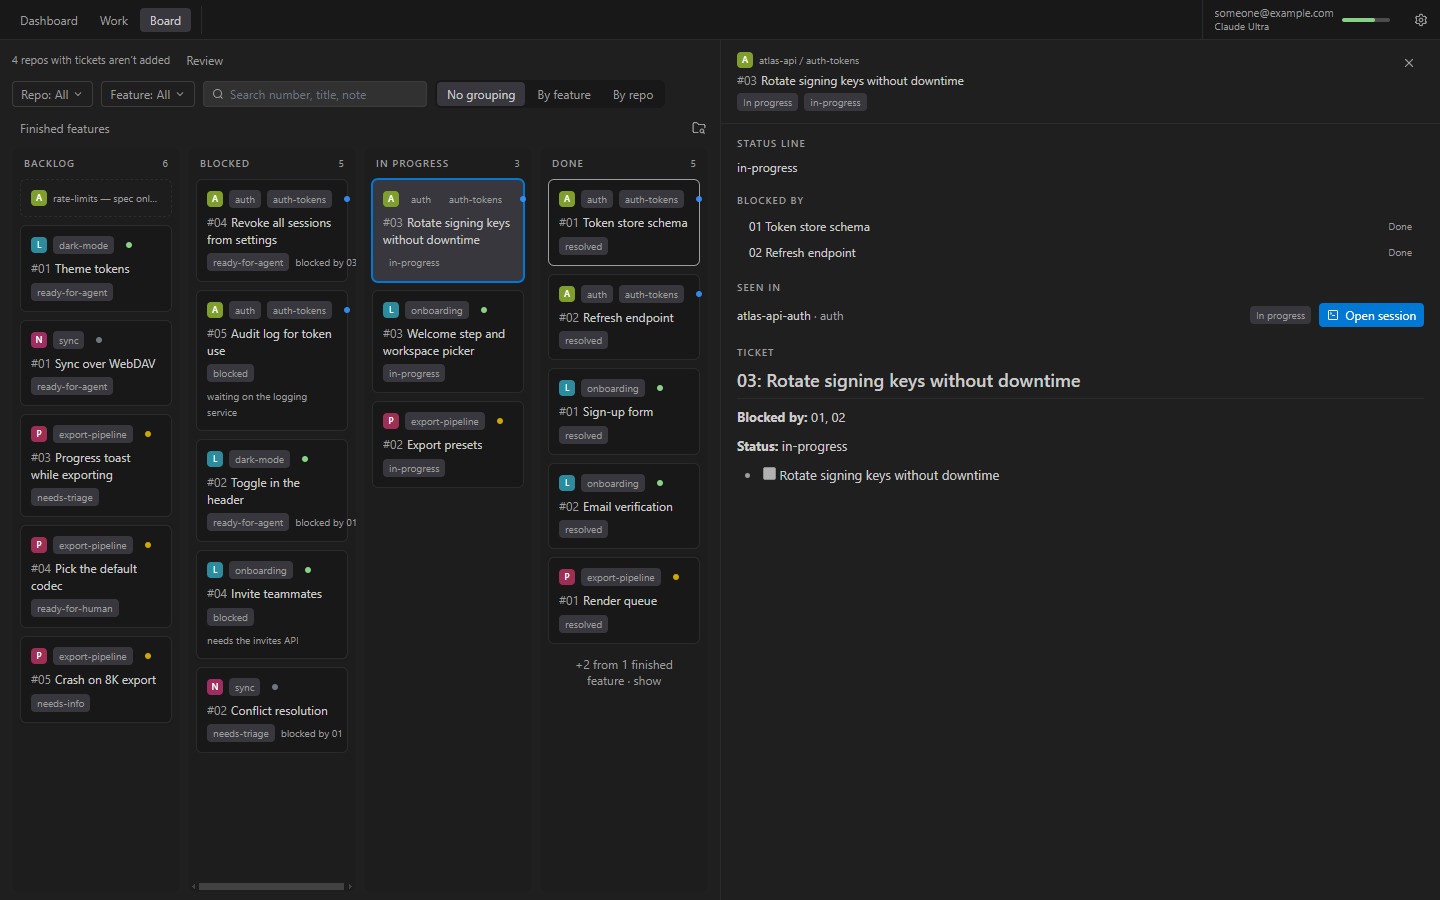 Dashboard Work Board
someone@example.com
Claude Ultra
4 repos with tickets aren't added Review
Repo: All Feature: All Search number, title, note No grouping By feature By repo
Finished features
BACKLOG 6
A rate-limits — spec onl...
L dark-mode
#01 Theme tokens
ready-for-agent
N sync
#01 Sync over WebDAV
ready-for-agent
P export-pipeline
#03 Progress toast
while exporting
needs-triage
P export-pipeline
#04 Pick the default
codec
ready-for-human
P export-pipeline
#05 Crash on 8K export
needs-info
BLOCKED 5
A auth auth-tokens
#04 Revoke all sessions
from settings
ready-for-agent blocked by 03
A auth auth-tokens
#05 Audit log for token
use
blocked
waiting on the logging
service
L dark-mode
#02 Toggle in the
header
ready-for-agent blocked by 01
L onboarding
#04 Invite teammates
blocked
needs the invites API
N sync
#02 Conflict resolution
needs-triage blocked by 01
IN PROGRESS 3
A auth auth-tokens
#03 Rotate signing keys
without downtime
in-progress
L onboarding
#03 Welcome step and
workspace picker
in-progress
P export-pipeline
#02 Export presets
in-progress
DONE 5
A auth auth-tokens
#01 Token store schema
resolved
A auth auth-tokens
#02 Refresh endpoint
resolved
L onboarding
#01 Sign-up form
resolved
L onboarding
#02 Email verification
resolved
P export-pipeline
#01 Render queue
resolved
+2 from 1 finished
feature · show
A atlas-api / auth-tokens
#03 Rotate signing keys without downtime
In progress in-progress
STATUS LINE
in-progress
BLOCKED BY
01 Token store schema Done
02 Refresh endpoint Done
SEEN IN
atlas-api-auth · auth In progress Open session
TICKET
03: Rotate signing keys without downtime
Blocked by: 01, 02
Status: in-progress
Rotate signing keys without downtime